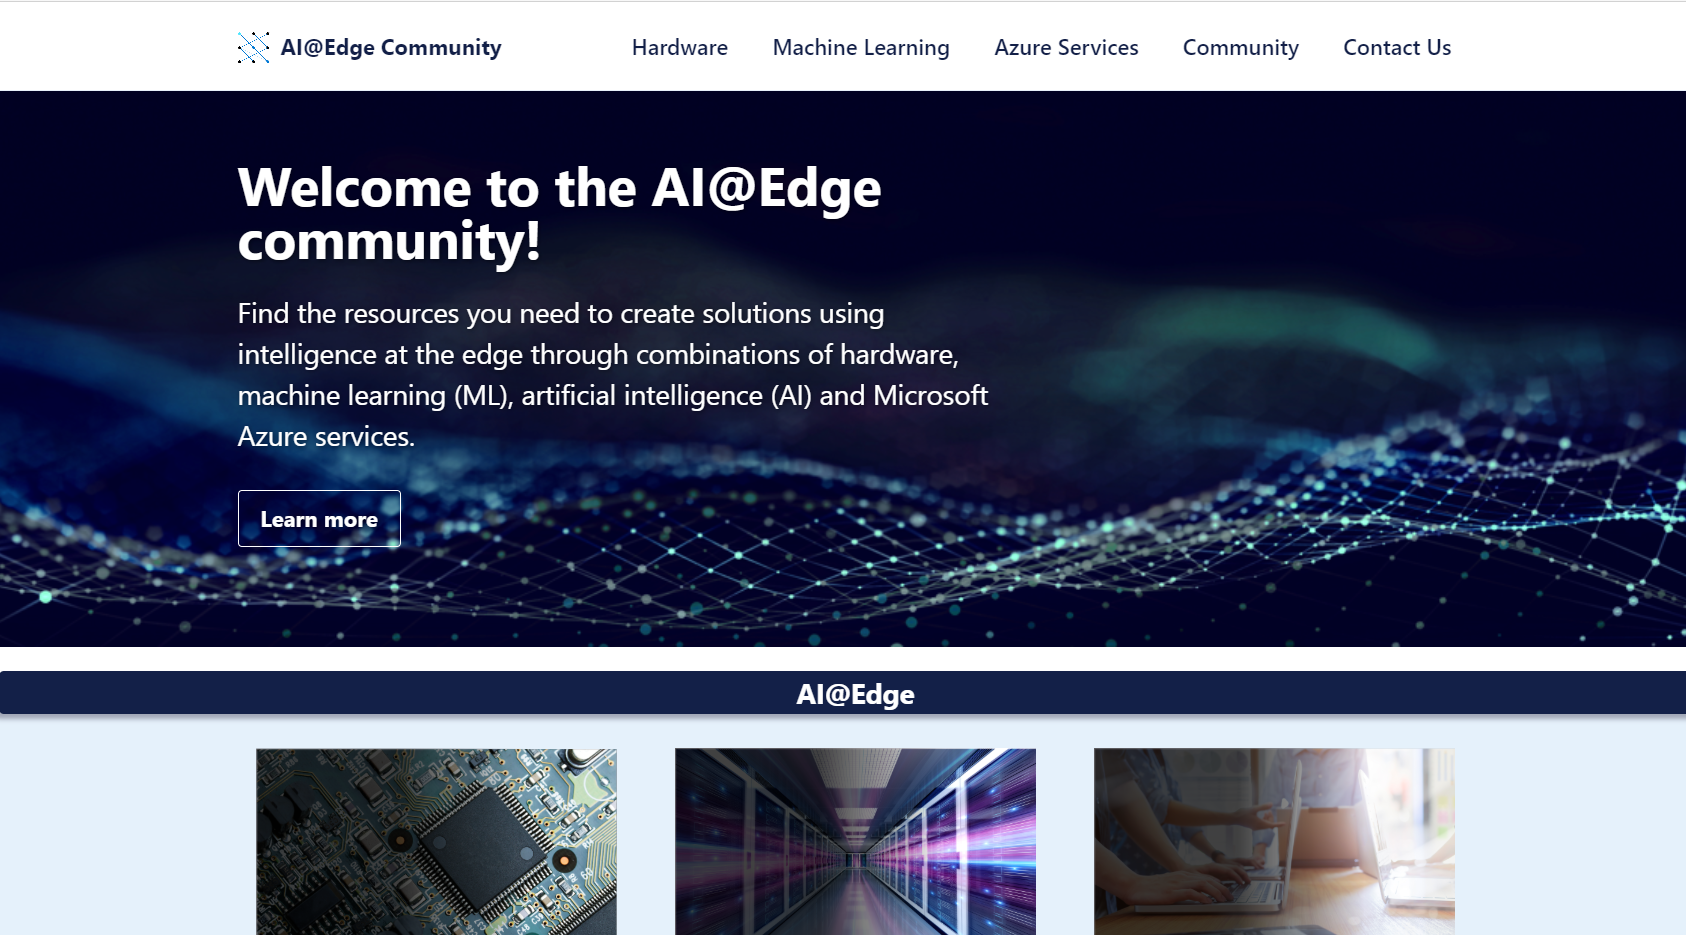 AI@Edge Community
Hardware
Machine Learning
Azure Services
Community
Contact Us
Welcome to the AI@Edge
community!
Find the resources you need to create solutions using
intelligence at the edge through combinations of hardware,
machine learning (ML), artificial intelligence (AI) and Microsoft
Azure services.
Learn more
AI@Edge